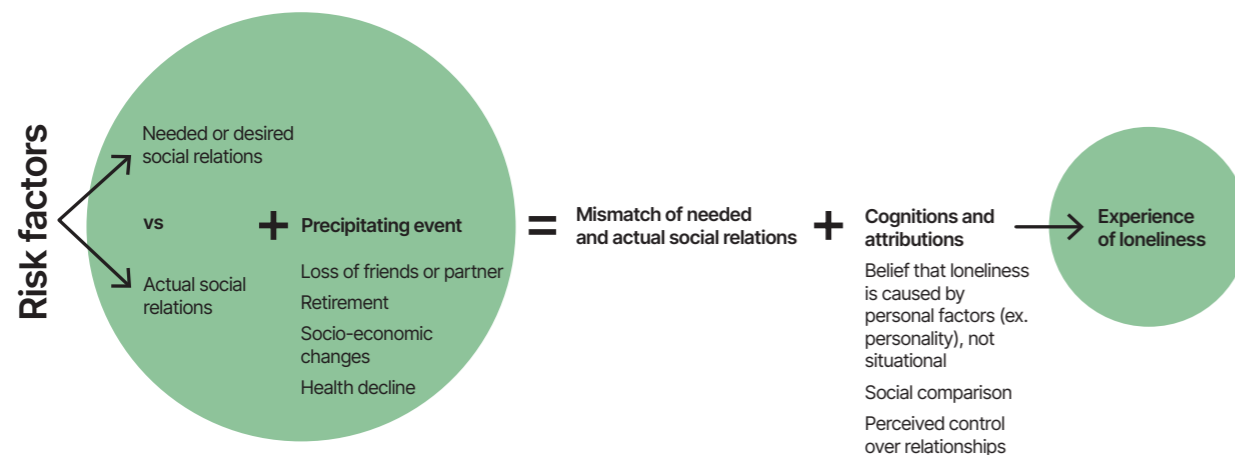 Risk factors
Needed or desired
social relations
vs
Actual social
relations
+
Precipitating event
Loss of friends or partner
Retirement
Socio-economic
changes
Health decline
=
Mismatch of needed
and actual social relations
+
Cognitions and
attributions
Belief that loneliness
is caused by
personal factors (ex.
personality), not
situational
Social comparison
Perceived control
over relationships
Experience
of loneliness